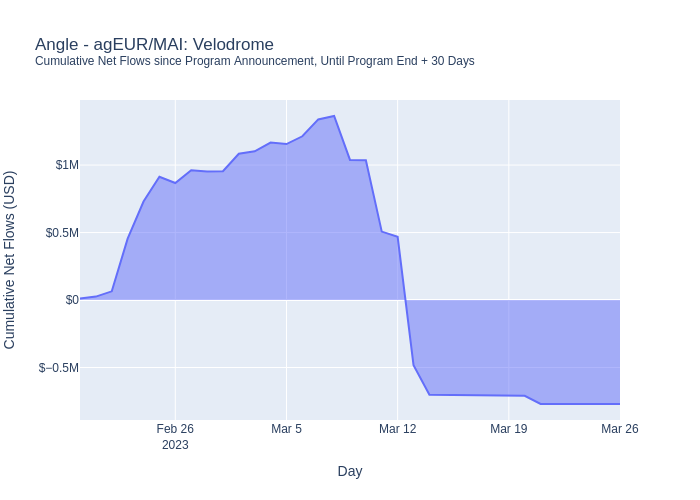 Angle - agEUR/MAI: Velodrome
Cumulative Net Flows since Program Announcement, Until Program End + 30 Days
Cumulative Net Flows (USD)
$1M
$0.5M
$0
$−0.5M
Feb 26
2023
Mar 5
Mar 12
Mar 19
Mar 26
Day